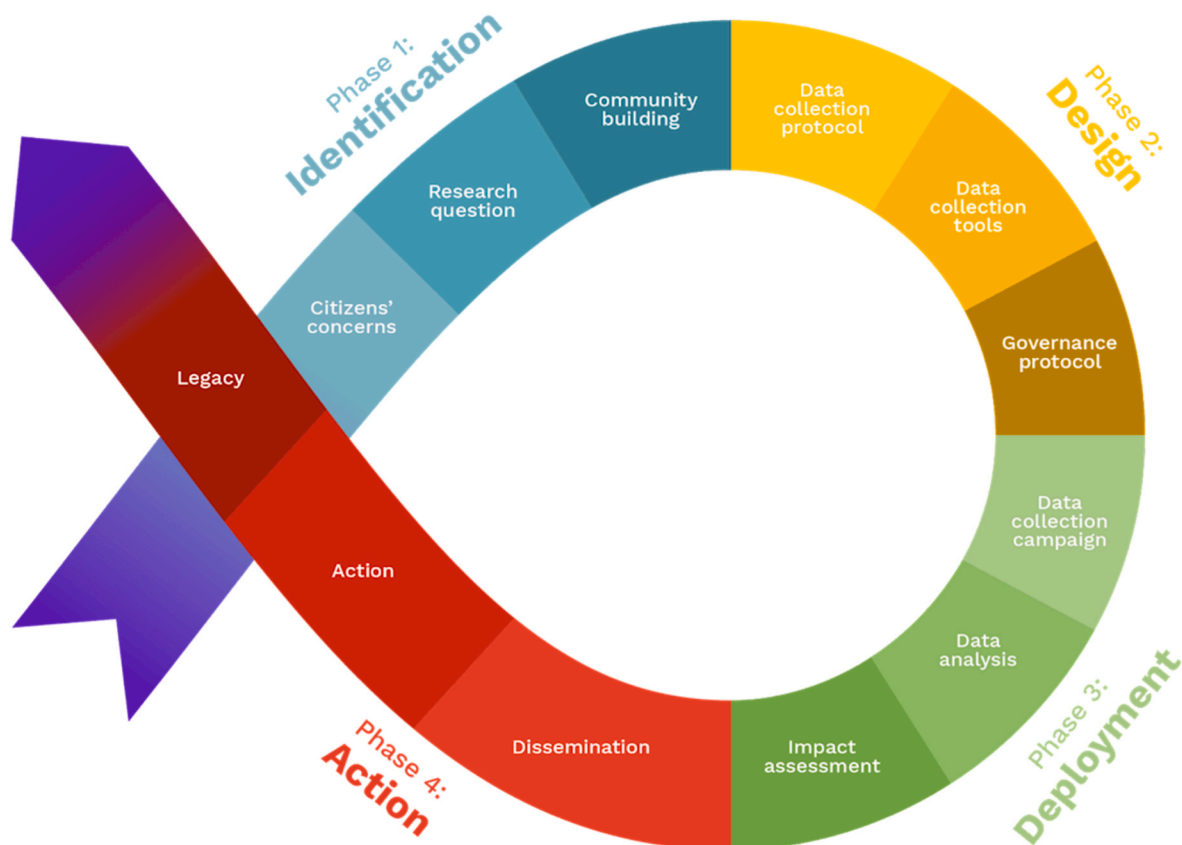 Phase 1:
Identification
Citizens’
concerns
Research
question
Community
building
Phase 2:
Design
Data
collection
protocol
Data
collection
tools
Governance
protocol
Phase 3:
Deployment
Data
collection
campaign
Data
analysis
Impact
assessment
Phase 4:
Action
Dissemination
Action
Legacy